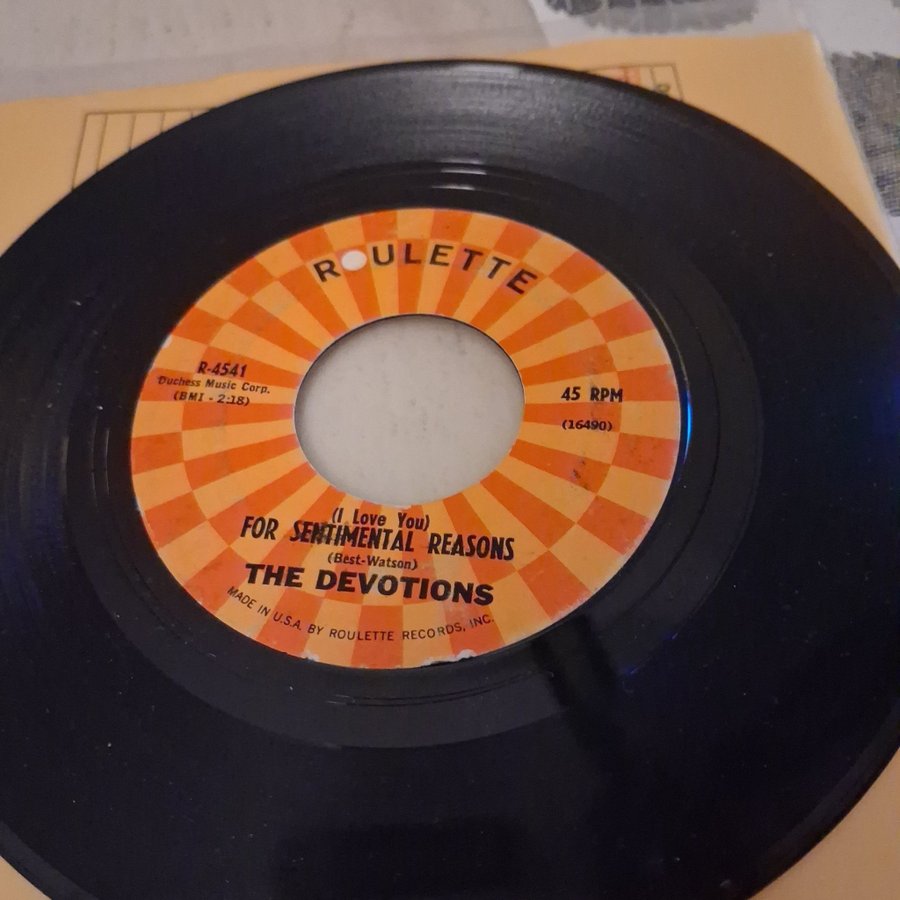 ROULETTE
R-4541
Duchess Music Corp.
(BMI - 2:18)
45 RPM
(16490)
(I Love You)
FOR SENTIMENTAL REASONS
(Best-Watson)
THE DEVOTIONS
MADE IN U.S.A. BY ROULETTE RECORDS, INC.